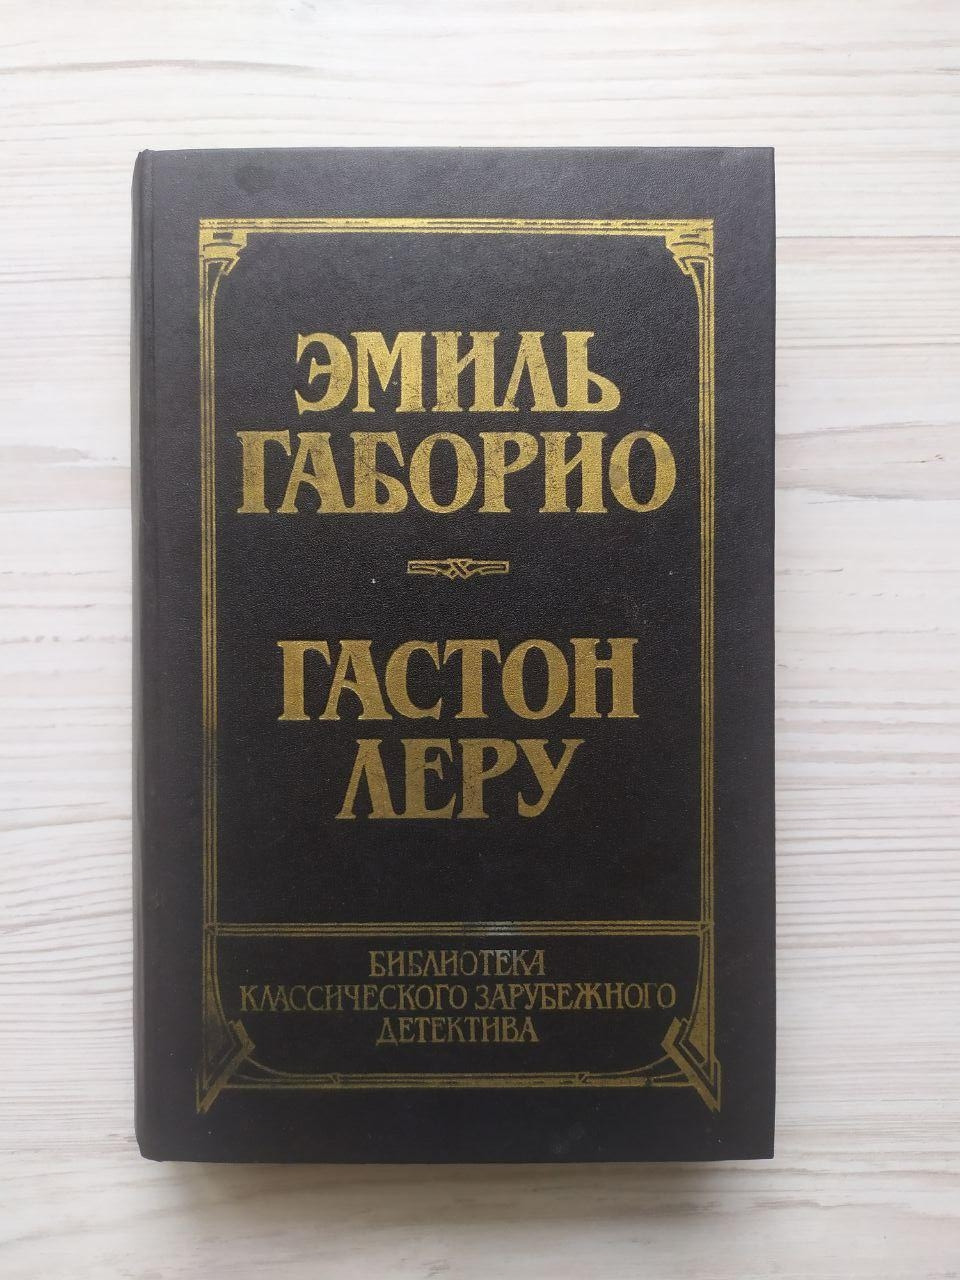 ЭМИЛЬ
ГАБОРИО
ГАСТОН
ЛЕРУ
БИБЛИОТЕКА
КЛАССИЧЕСКОГО ЗАРУБЕЖНОГО
ДЕТЕКТИВА